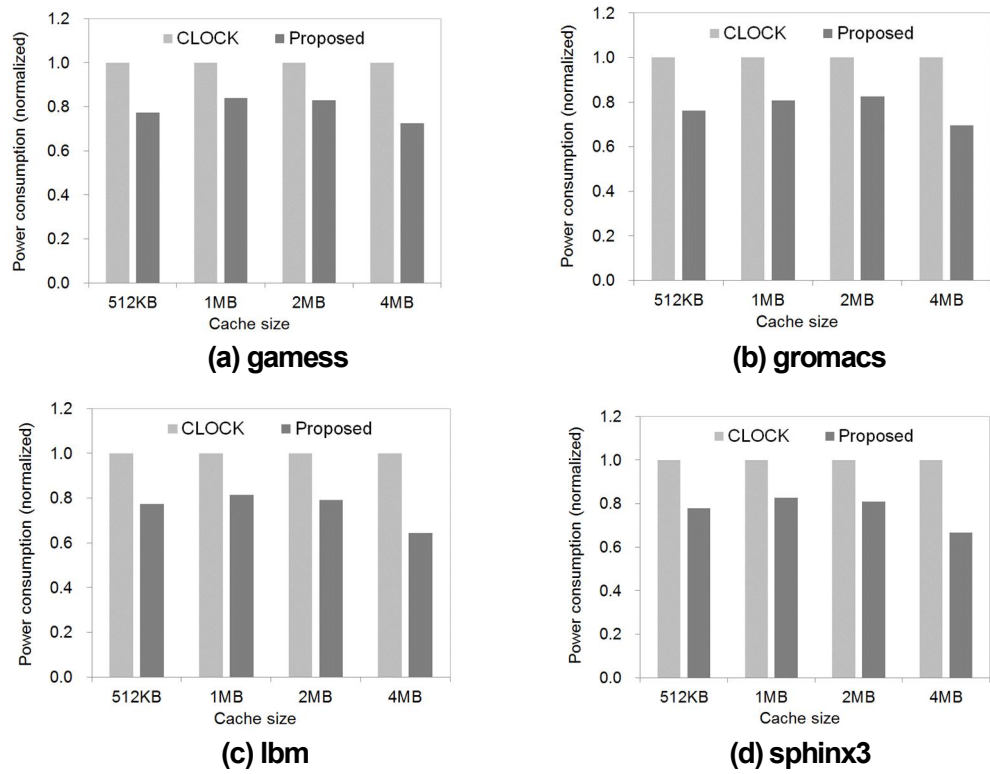 1.2
CLOCK Proposed
1.0
0.8
0.6
0.4
0.2
0.0
Power consumption (normalized)
512KB 1MB 2MB 4MB
Cache size
(a) gamess
1.2
CLOCK Proposed
1.0
0.8
0.6
0.4
0.2
0.0
Power consumption (normalized)
512KB 1MB 2MB 4MB
Cache size
(b) gromacs
1.2
CLOCK Proposed
1.0
0.8
0.6
0.4
0.2
0.0
Power consumption (normalized)
512KB 1MB 2MB 4MB
Cache size
(c) lbm
1.2
CLOCK Proposed
1.0
0.8
0.6
0.4
0.2
0.0
Power consumption (normalized)
512KB 1MB 2MB 4MB
Cache size
(d) sphinx3